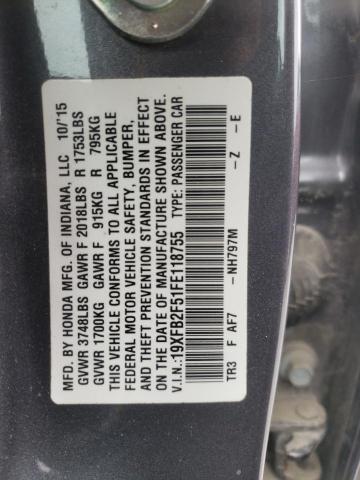 MFD. BY HONDA MFG. OF INDIANA, LLC 10/'15
GVWR 3748LBS GAWR F 2018LBS R 1753LBS
GVWR 1700KG GAWR F 915KG R 795KG
THIS VEHICLE CONFORMS TO ALL APPLICABLE
FEDERAL MOTOR VEHICLE SAFETY, BUMPER,
AND THEFT PREVENTION STANDARDS IN EFFECT
ON THE DATE OF MANUFACTURE SHOWN ABOVE.
V.I.N.:19XFB2F51FE118755 TYPE: PASSENGER CAR
TR3 F AF7 -NH797M -Z -E